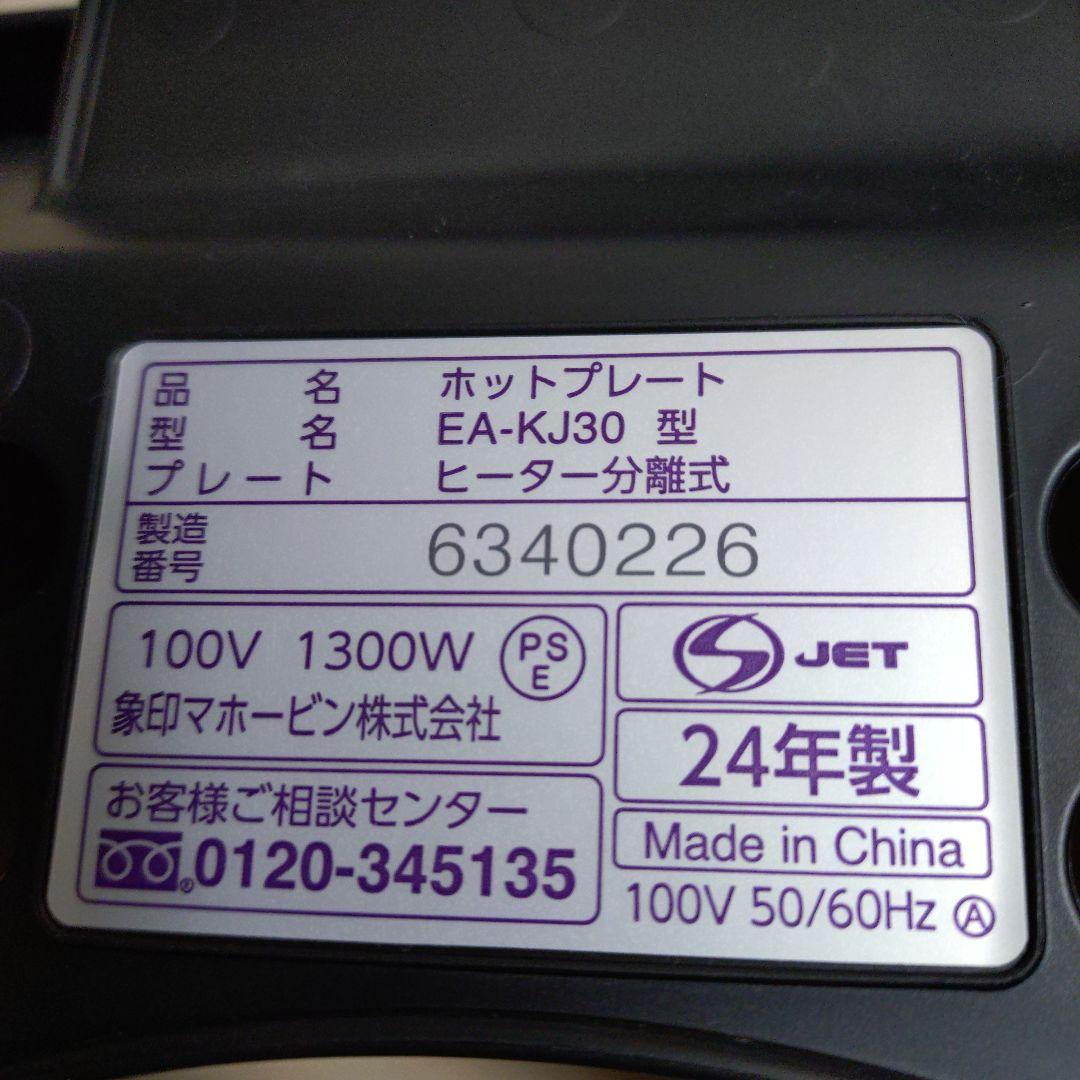 品名 ホットプレート
型名 EA-KJ30 型
プレート ヒーター分離式
製造番号 6340226
100V 1300W PSE
象印マホービン株式会社
S JET
24年製
お客様ご相談センター
®0120-345135
Made in China
100V 50/60Hz Ⓐ